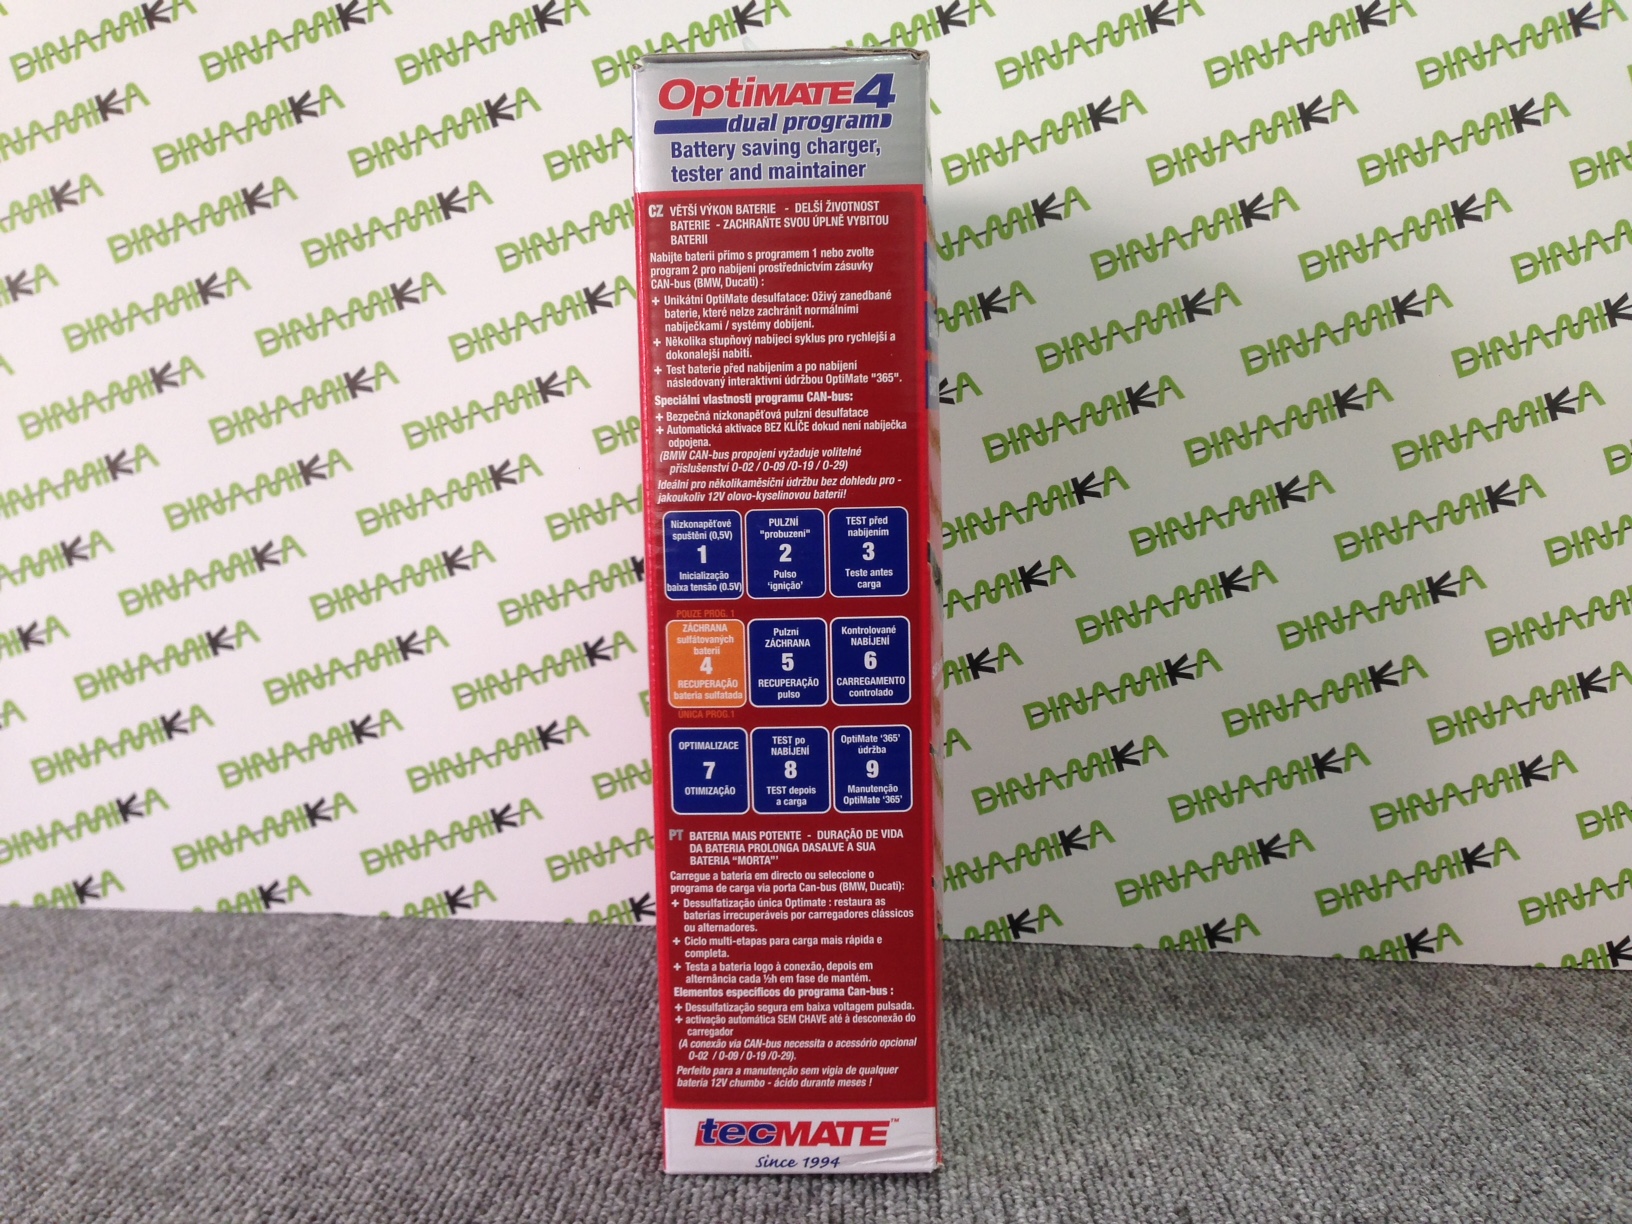 OptiMATE4
dual program
Battery saving charger,
tester and maintainer
CZ VĚTŠÍ VÝKON BATERIE - DELŠÍ ŽIVOTNOST
BATERIE - ZACHRAŇTE SVOU ÚPLNĚ VYBITOU
BATERII
Nabijte baterii přímo s programem 1 nebo zvolte
program 2 pro nabíjení prostřednictvím zásuvky
CAN-bus (BMW, Ducati) :
+ Unikátní OptiMate desulfatace: Oživý zanedbané
baterie, které nelze zachránit normálními
nabíječkami / systémy dobíjení.
+ Několika stupňový nabíjecí syklus pro rychlejší a
dokonalejší nabití.
+ Test baterie před nabíjením a po nabíjení
následovaný interaktivní údržbou OptiMate "365".
Speciální vlastnosti programu CAN-bus:
+ Bezpečná nízkonapěťová pulzní desulfatace
+ Automatická aktivace BEZ KLÍČE dokud není nabíječka
odpojena.
(BMW CAN-bus propojení vyžaduje volitelné
příslušenství O-02 / O-09 /O-19 / O-29)
Ideální pro několikaměsíční údržbu bez dohledu pro -
jakoukoliv 12V olovo-kyselinovou baterii!
Nízkonapěťové
spuštění (0,5V)
1
Inicialização
baixa tensão (0.5V)
PULZNÍ
"probuzení"
2
Pulso
'ignição'
TEST před
nabíjením
3
Teste antes
carga
POUZE PROG. 1
ZÁCHRANA
sulfátovaných
baterií
4
RECUPERAÇÃO
bateria sulfatada
ÚNICA PROG.1
Pulzní
ZÁCHRANA
5
RECUPERAÇÃO
pulso
Kontrolované
NABÍJENÍ
6
CARREGAMENTO
controlado
OPTIMALIZACE
7
OTIMIZAÇÃO
TEST po
NABÍJENÍ
8
TEST depois
a carga
OptiMate '365'
údržba
9
Manutenção
OptiMate '365'
PT BATERIA MAIS POTENTE - DURAÇÃO DE VIDA
DA BATERIA PROLONGA DASALVE A SUA
BATERIA “MORTA”'
Carregue a bateria em directo ou seleccione o
programa de carga via porta Can-bus (BMW, Ducati):
+ Dessulfatização única Optimate : restaura as
baterias irrecuperáveis por carregadores clássicos
ou alternadores.
+ Ciclo multi-etapas para carga mais rápida e
completa.
+ Testa a bateria logo à conexão, depois em
alternância cada ½h em fase de mantém.
Elementos especificos do programa Can-bus :
+ Dessulfatização segura em baixa voltagem pulsada.
+ activação automática SEM CHAVE até à desconexão do
carregador
(A conexão via CAN-bus necessita o acessório opcional
O-02 / O-09 / O-19 /O-29).
Perfeito para a manutenção sem vigia de qualquer
bateria 12V chumbo - ácido durante meses !
tecMATE™
Since 1994
DINAMIKA